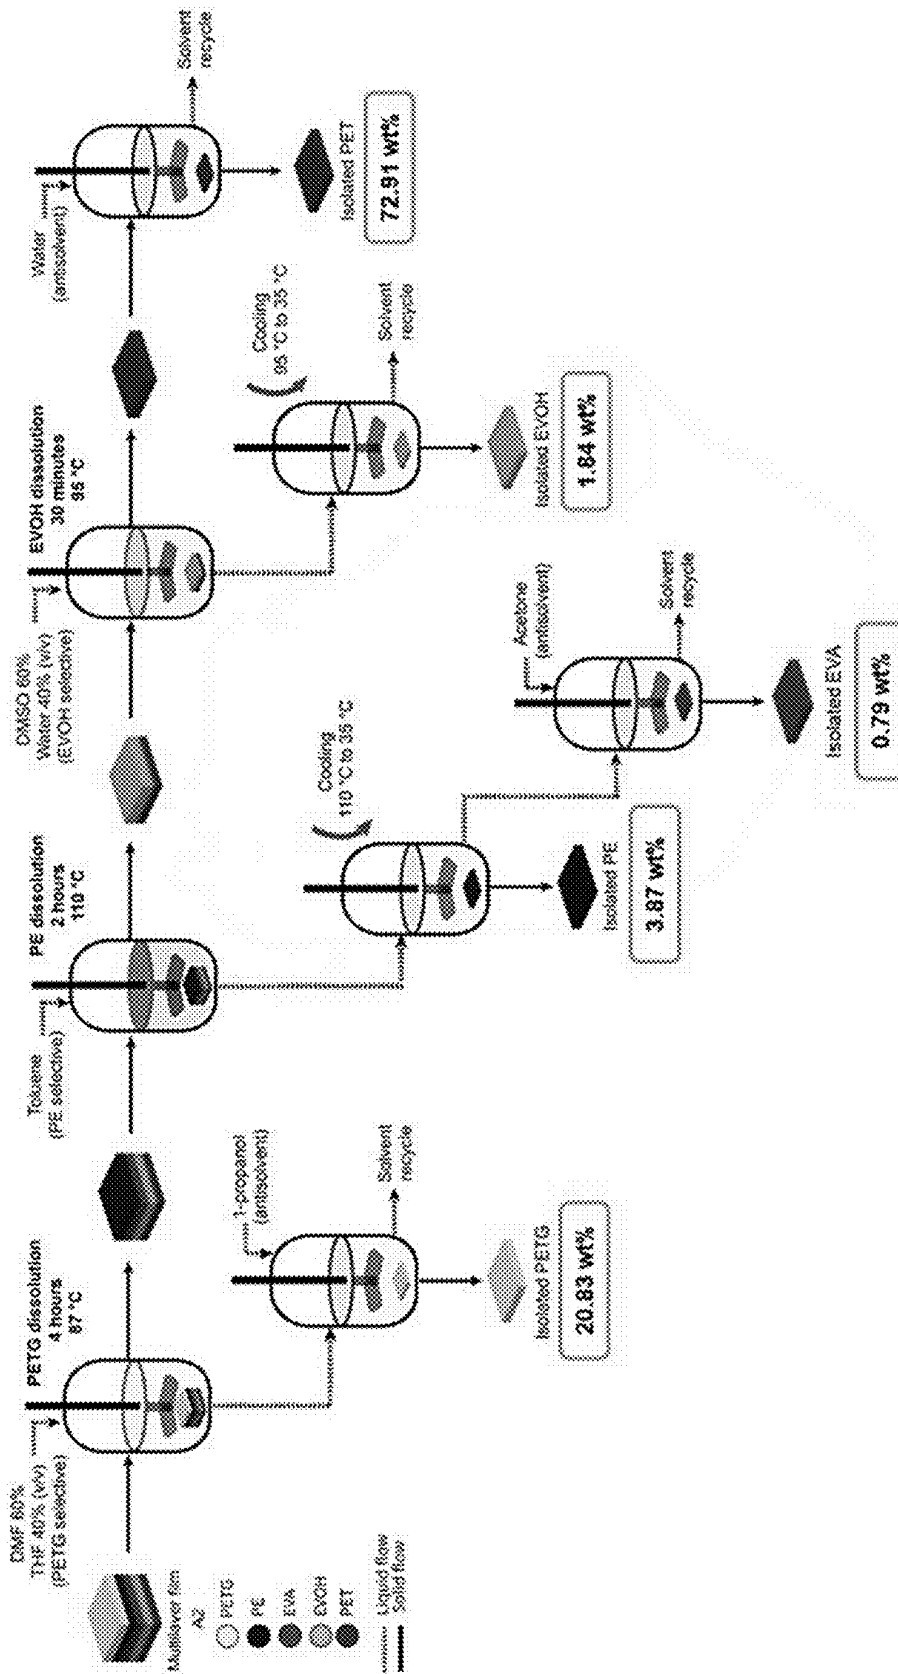 DMF 60%
THF 40% (v/v)
(PETG selective)
PETG dissolution
4 hours
87 °C
Toluene
(PE selective)
PE dissolution
2 hours
110 °C
DMSO 60%
Water 40% (v/v)
(EVOH selective)
EVOH dissolution
30 minutes
95 °C
Water
(antisolvent)
Solvent
recycle
Isolated PET
72.91 wt%
Multilayer film
A2
PETG
PE
EVA
EVOH
PET
Liquid flow
Solid flow
1-propanol
(antisolvent)
Solvent
recycle
Isolated PETG
20.83 wt%
Cooling
110 °C to 35 °C
Isolated PE
3.87 wt%
Acetone
(antisolvent)
Solvent
recycle
Isolated EVA
0.79 wt%
Cooling
95 °C to 35 °C
Solvent
recycle
Isolated EVOH
1.84 wt%